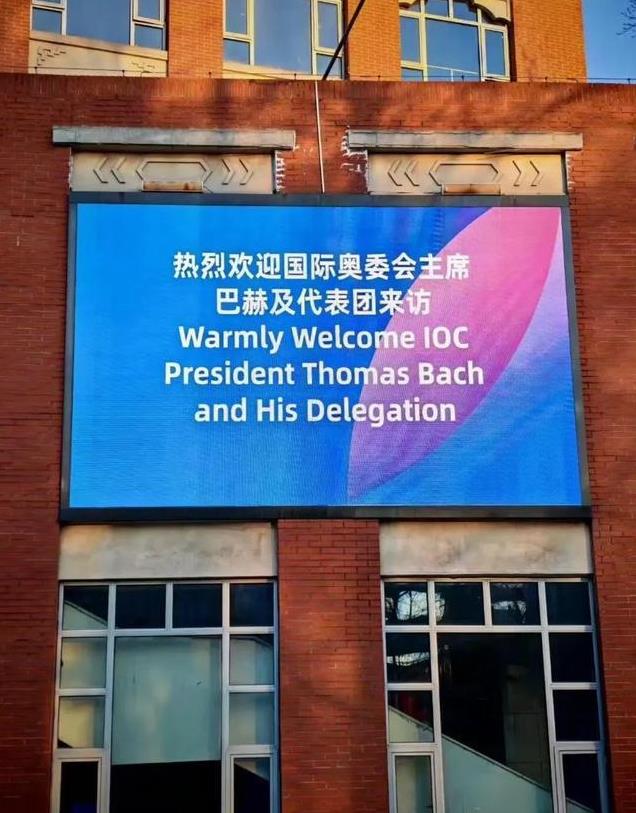 热烈欢迎国际奥委会主席
巴赫及代表团来访
Warmly Welcome IOC
President Thomas Bach
and His Delegation